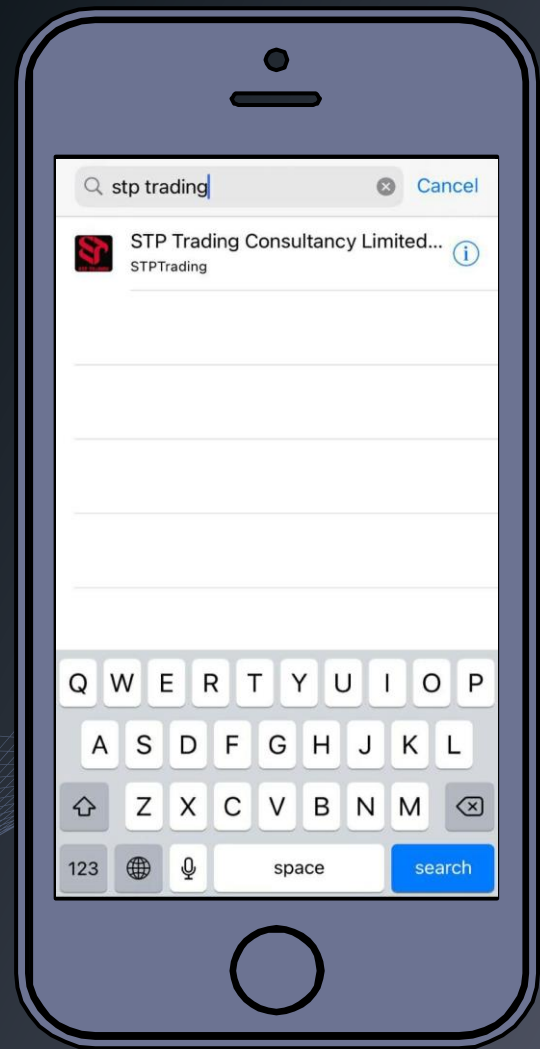 stp trading
Cancel
STP Trading Consultancy Limited...
STPTrading
Q W E R T Y U I O P
A S D F G H J K L
Z X C V B N M
123 space search